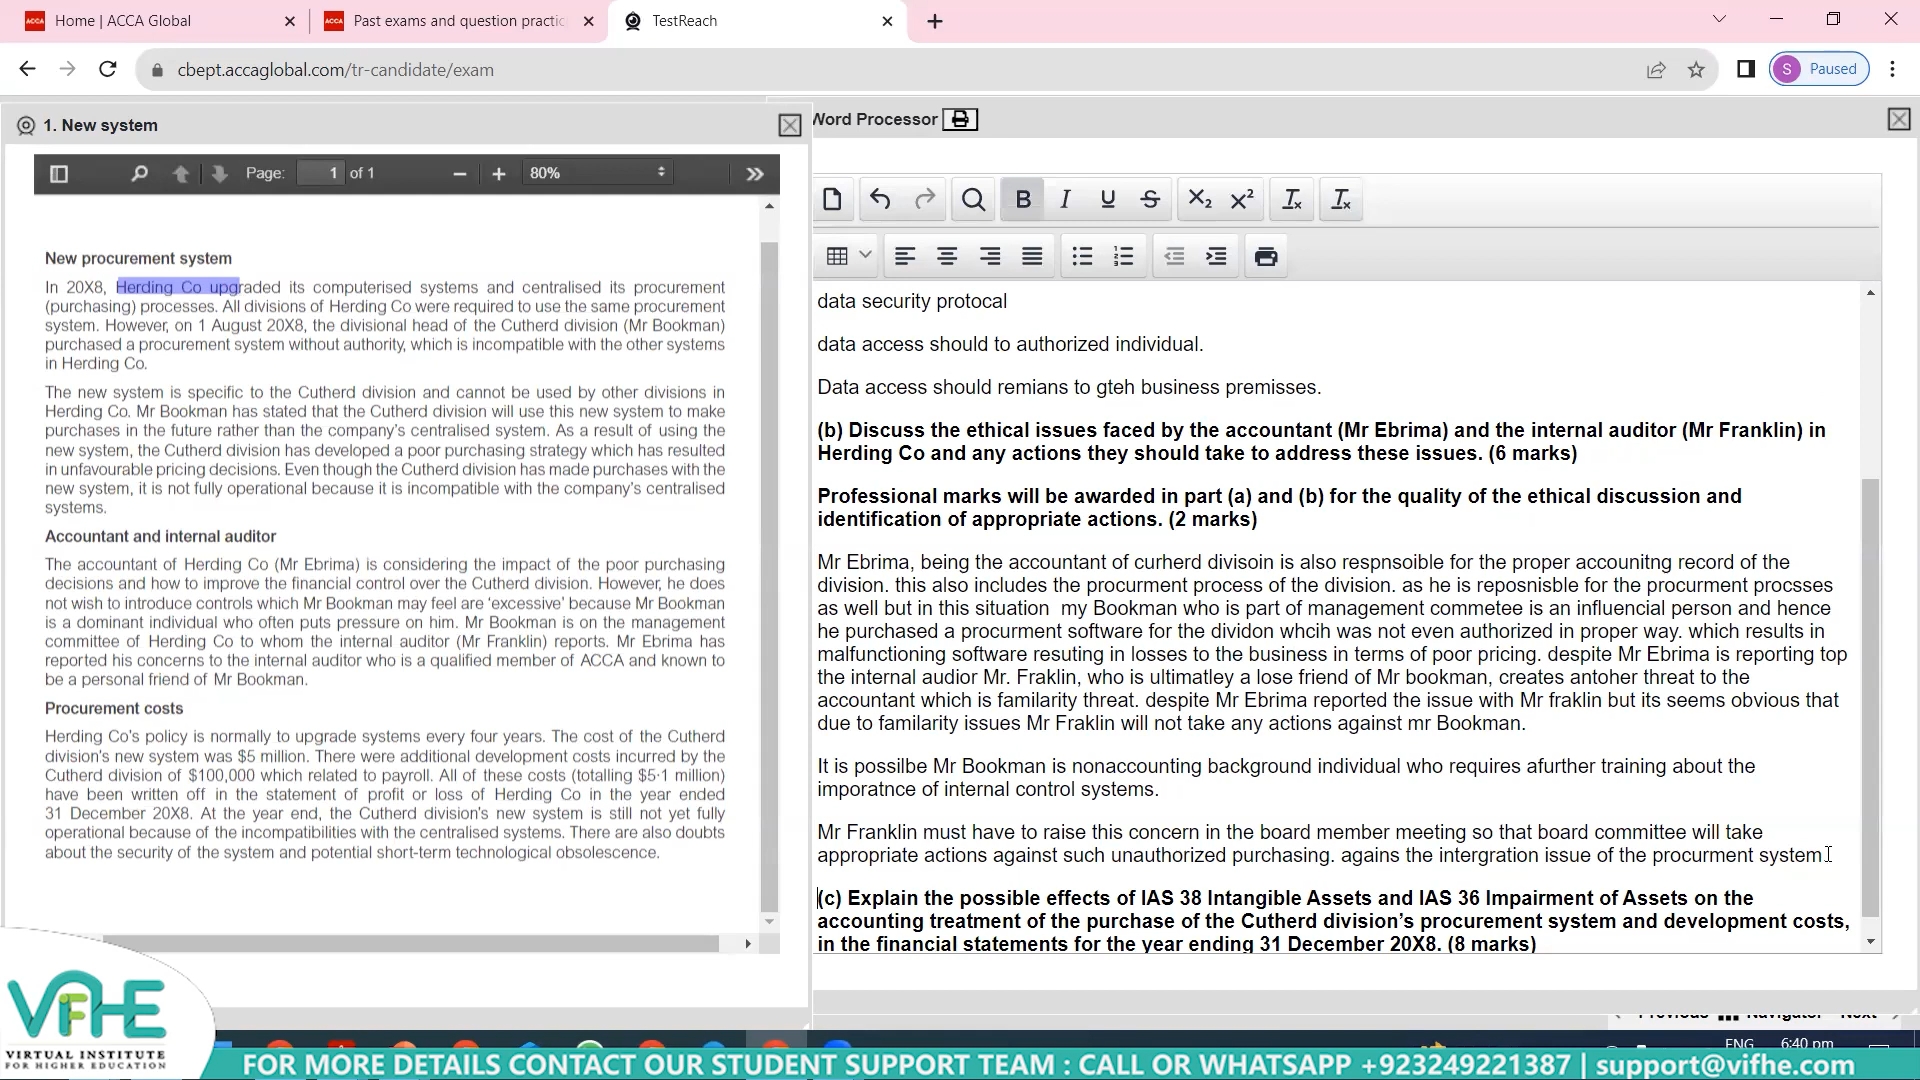 Home | ACCA Global
Past exams and question practic
TestReach
cbept.accaglobal.com/tr-candidate/exam
S Paused
1. New system
Page: 1 of 1
80%
New procurement system
In 20X8, Herding Co upgraded its computerised systems and centralised its procurement
(purchasing) processes. All divisions of Herding Co were required to use the same procurement
system. However, on 1 August 20X8, the divisional head of the Cutherd division (Mr Bookman)
purchased a procurement system without authority, which is incompatible with the other systems
in Herding Co.
The new system is specific to the Cutherd division and cannot be used by other divisions in
Herding Co. Mr Bookman has stated that the Cutherd division will use this new system to make
purchases in the future rather than the company's centralised system. As a result of using the
new system, the Cutherd division has developed a poor purchasing strategy which has resulted
in unfavourable pricing decisions. Even though the Cutherd division has made purchases with the
new system, it is not fully operational because it is incompatible with the company's centralised
systems.
Accountant and internal auditor
The accountant of Herding Co (Mr Ebrima) is considering the impact of the poor purchasing
decisions and how to improve the financial control over the Cutherd division. However, he does
not wish to introduce controls which Mr Bookman may feel are 'excessive' because Mr Bookman
is a dominant individual who often puts pressure on him. Mr Bookman is on the management
committee of Herding Co to whom the internal auditor (Mr Franklin) reports. Mr Ebrima has
reported his concerns to the internal auditor who is a qualified member of ACCA and known to
be a personal friend of Mr Bookman.
Procurement costs
Herding Co's policy is normally to upgrade systems every four years. The cost of the Cutherd
division's new system was $5 million. There were additional development costs incurred by the
Cutherd division of $100,000 which related to payroll. All of these costs (totalling $5·1 million)
have been written off in the statement of profit or loss of Herding Co in the year ended
31 December 20X8. At the year end, the Cutherd division's new system is still not yet fully
operational because of the incompatibilities with the centralised systems. There are also doubts
about the security of the system and potential short-term technological obsolescence.
Word Processor
data security protocal
data access should to authorized individual.
Data access should remians to gteh business premisses.
(b) Discuss the ethical issues faced by the accountant (Mr Ebrima) and the internal auditor (Mr Franklin) in
Herding Co and any actions they should take to address these issues. (6 marks)
Professional marks will be awarded in part (a) and (b) for the quality of the ethical discussion and
identification of appropriate actions. (2 marks)
Mr Ebrima, being the accountant of curherd divisoin is also respnsoible for the proper accounitng record of the
division. this also includes the procurment process of the division. as he is reposnisble for the procurment procsses
as well but in this situation  my Bookman who is part of management commetee is an influencial person and hence
he purchased a procurment software for the dividon whcih was not even authorized in proper way. which results in
malfunctioning software resuting in losses to the business in terms of poor pricing. despite Mr Ebrima is reporting top
the internal audior Mr. Fraklin, who is ultimatley a lose friend of Mr bookman, creates antoher threat to the
accountant which is familarity threat. despite Mr Ebrima reported the issue with Mr fraklin but its seems obvious that
due to familarity issues Mr Fraklin will not take any actions against mr Bookman.
It is possilbe Mr Bookman is nonaccounting background individual who requires afurther training about the
imporatnce of internal control systems.
Mr Franklin must have to raise this concern in the board member meeting so that board committee will take
appropriate actions against such unauthorized purchasing. agains the intergration issue of the procurment system.
(c) Explain the possible effects of IAS 38 Intangible Assets and IAS 36 Impairment of Assets on the
accounting treatment of the purchase of the Cutherd division's procurement system and development costs,
in the financial statements for the year ending 31 December 20X8. (8 marks)
Previous Navigator Next
ENG 6:40 pm
VFHE
VIRTUAL INSTITUTE
FOR HIGHER EDUCATION
FOR MORE DETAILS CONTACT OUR STUDENT SUPPORT TEAM : CALL OR WHATSAPP +923249221387 | support@vifhe.com